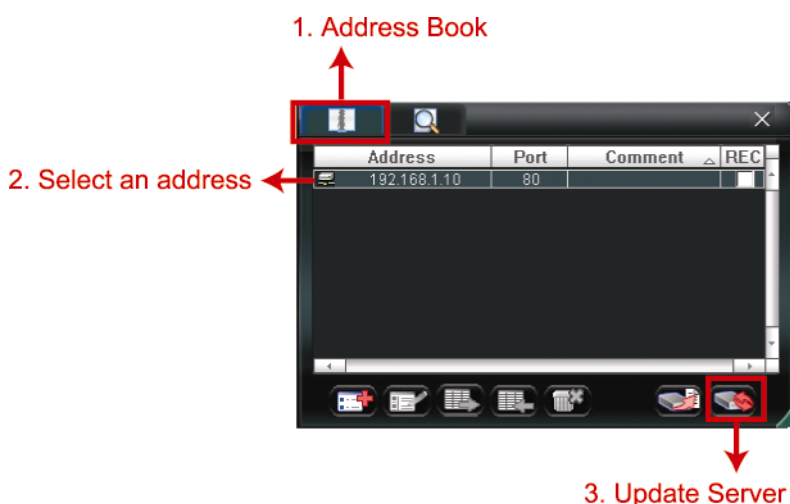 1. Address Book
Address Port Comment REC
2. Select an address
192.168.1.10 80
3. Update Server